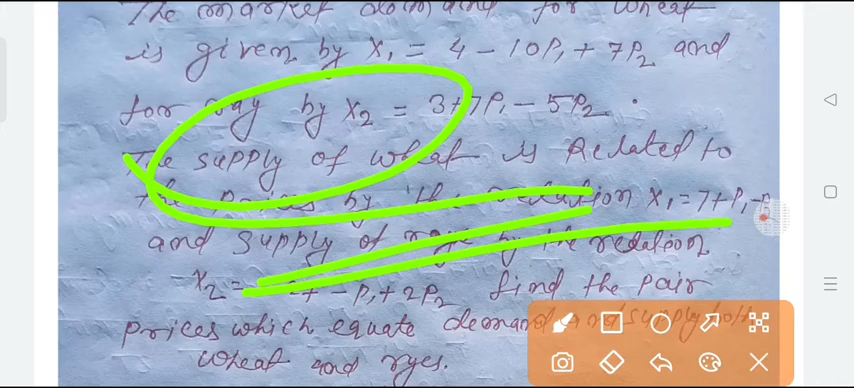 The market demand for wheat
is given by x₁ = 4 - 10P₁ + 7P₂ and
for by x₂ = 3+7P₁ - 5P₂ .
The supply of wheat is Related to
the prices by the relation x₁ = 7+P₁-P
and supply of by the relation
x₂ = - P₁ + 2P₂ find the pair
prices which equate demand and supply both
wheat and ryes.